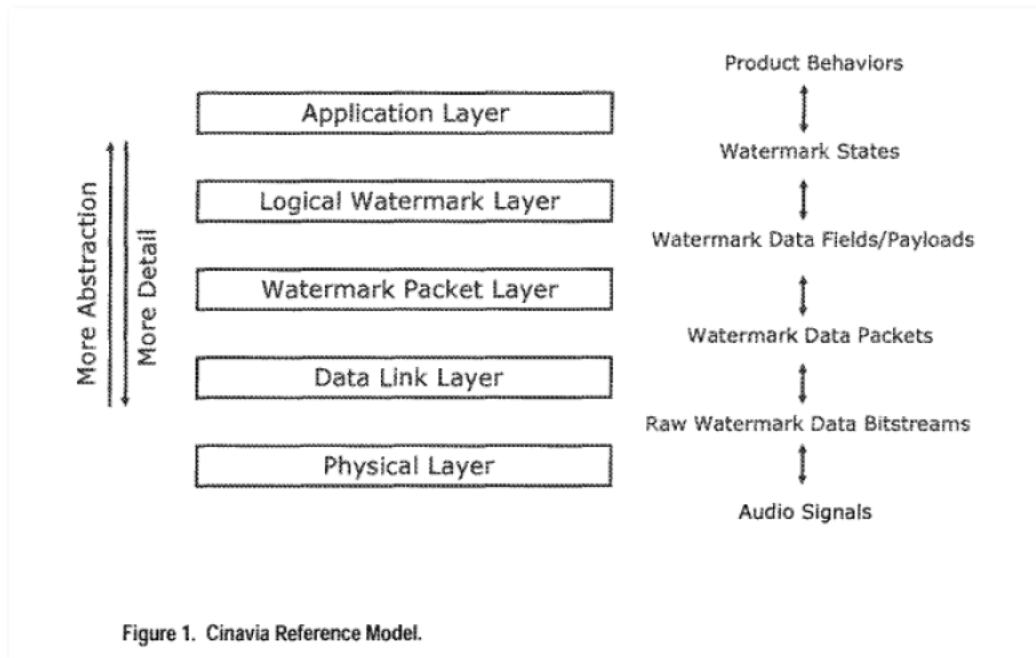 Product Behaviors
Application Layer
Watermark States
Logical Watermark Layer
Watermark Data Fields/Payloads
Watermark Packet Layer
Watermark Data Packets
Data Link Layer
Raw Watermark Data Bitstreams
Physical Layer
Audio Signals
More Abstraction
More Detail
Figure 1. Cinavia Reference Model.